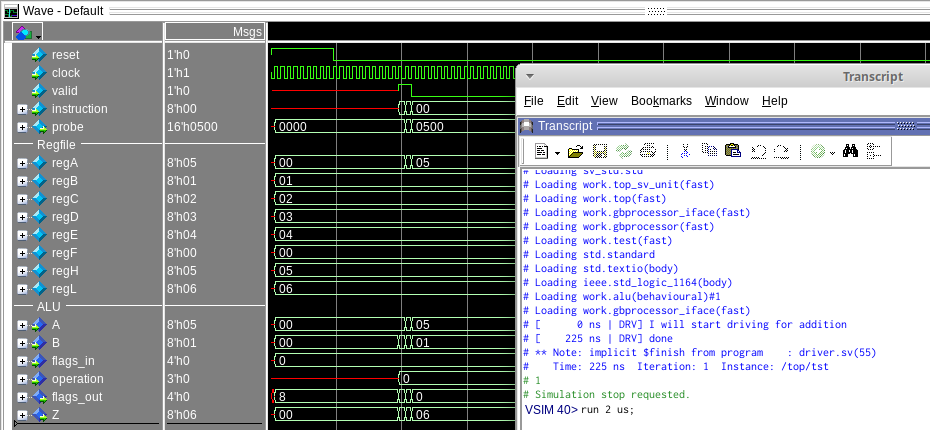 Wave - Default
Msgs
reset 1'h0
clock 1'h1
valid 1'h0
instruction 8'h00 00
probe 16'h0500 0000 0500
Regfile
regA 8'h05 00 05
regB 8'h01 01
regC 8'h02 02
regD 8'h03 03
regE 8'h04 04
regF 8'h00 00
regH 8'h05 05
regL 8'h06 06
ALU
A 8'h05 00 05
B 8'h01 00 01
flags_in 4'h0 0
operation 3'h0 0
flags_out 4'h0 8 0
Z 8'h06 00 06
Transcript
File Edit View Bookmarks Window Help
Transcript
# Loading sv_std.std
# Loading work.top_sv_unit(fast)
# Loading work.top(fast)
# Loading work.gbprocessor_iface(fast)
# Loading work.gbprocessor(fast)
# Loading work.test(fast)
# Loading std.standard
# Loading std.textio(body)
# Loading ieee.std_logic_1164(body)
# Loading work.alu(behavioural)#1
# Loading work.gbprocessor_iface(fast)
# [ 0 ns | DRV] I will start driving for addition
# [ 225 ns | DRV] done
# ** Note: implicit $finish from program : driver.sv(55)
# Time: 225 ns Iteration: 1 Instance: /top/tst
# 1
# Simulation stop requested.
VSIM 40> run 2 us;